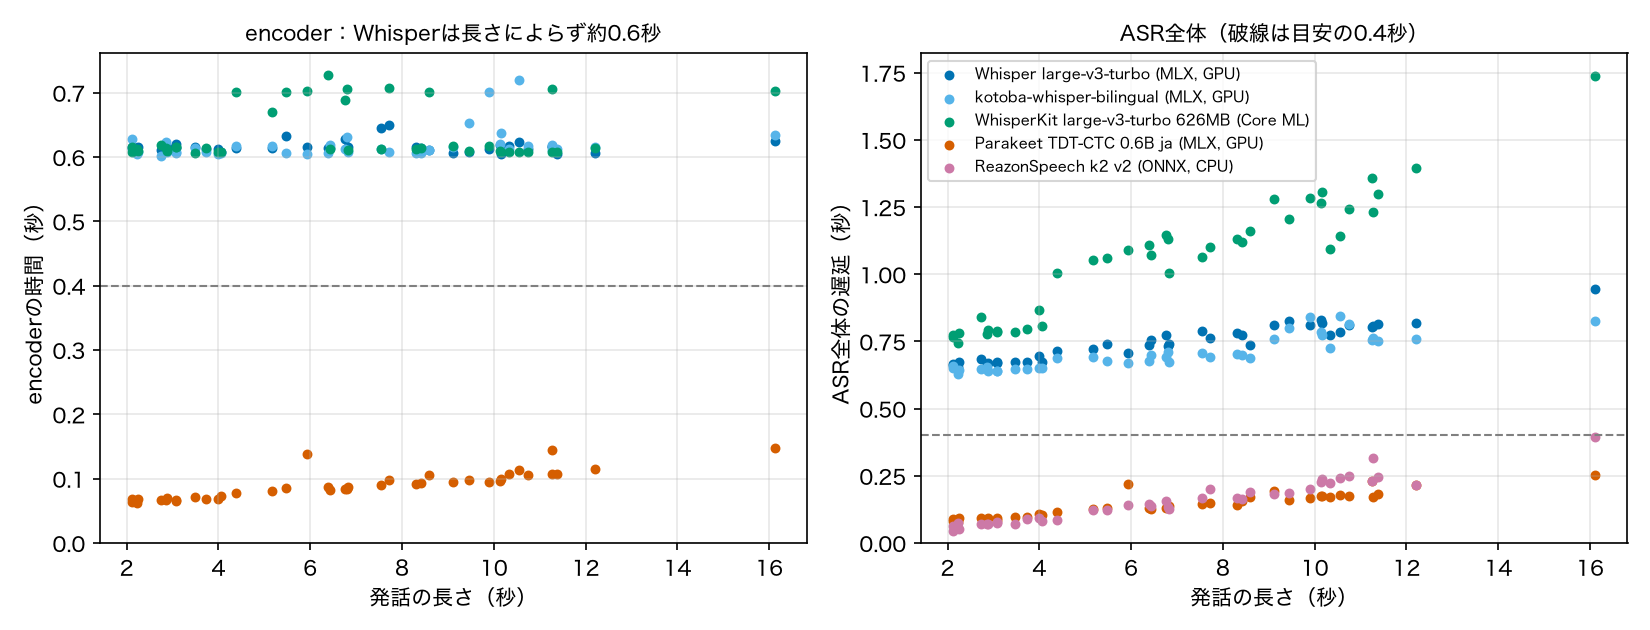 encoder：Whisperは長さによらず約0.6秒
encoderの時間（秒）
0.7
0.6
0.5
0.4
0.3
0.2
0.1
0.0
2
4
6
8
10
12
14
16
発話の長さ（秒）
ASR全体（破線は目安の0.4秒）
Whisper large-v3-turbo (MLX, GPU)
kotoba-whisper-bilingual (MLX, GPU)
WhisperKit large-v3-turbo 626MB (Core ML)
Parakeet TDT-CTC 0.6B ja (MLX, GPU)
ReazonSpeech k2 v2 (ONNX, CPU)
ASR全体の遅延（秒）
1.75
1.50
1.25
1.00
0.75
0.50
0.25
0.00
2
4
6
8
10
12
14
16
発話の長さ（秒）